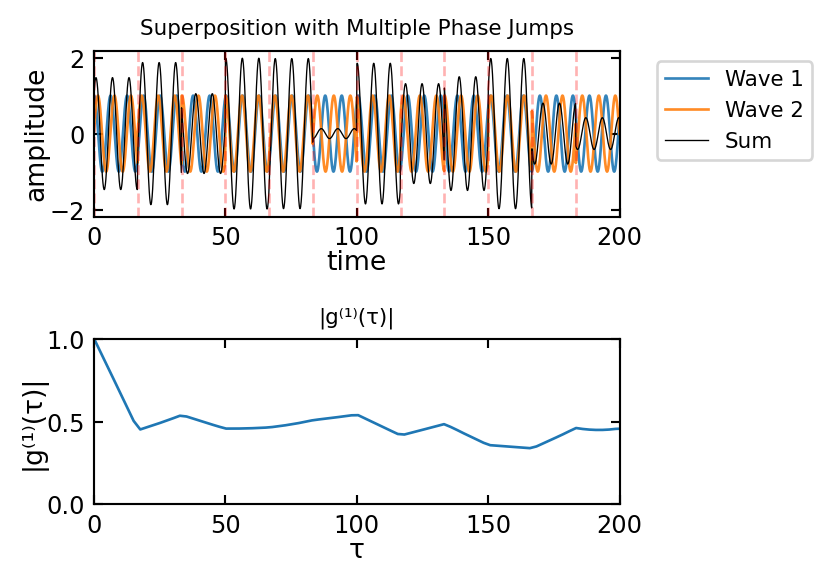 Superposition with Multiple Phase Jumps
2
0
−2
amplitude
0
50
100
150
200
time
Wave 1
Wave 2
Sum
|g⁽¹⁾(τ)|
1.0
0.5
0.0
|g⁽¹⁾(τ)|
0
50
100
150
200
τ